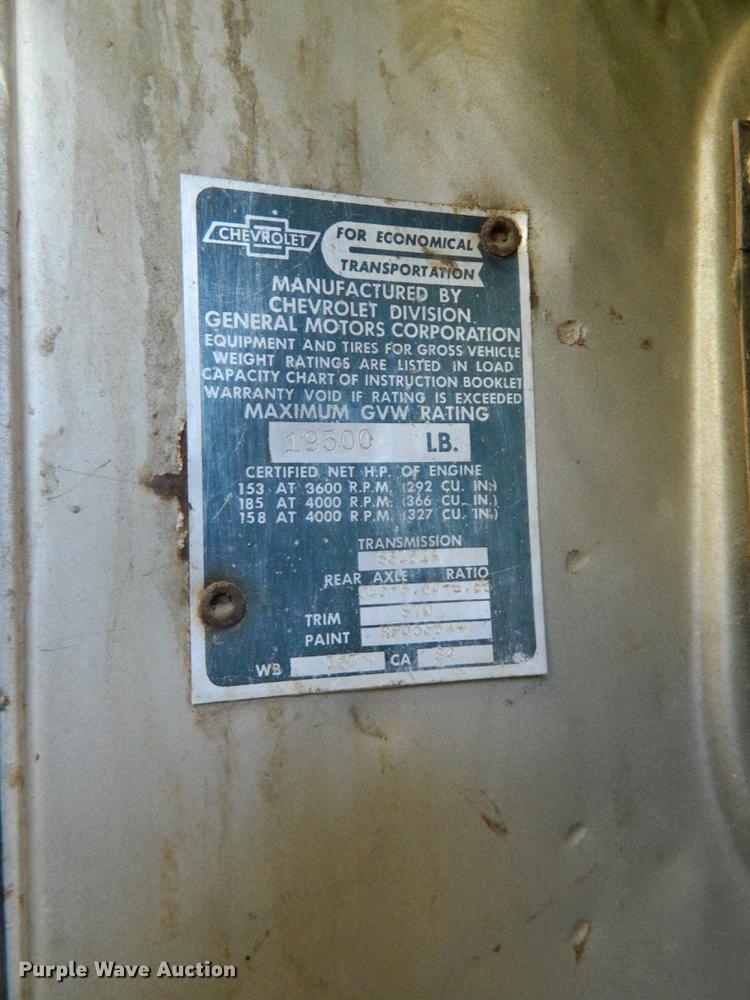 CHEVROLET
FOR ECONOMICAL
TRANSPORTATION
MANUFACTURED BY
CHEVROLET DIVISION
GENERAL MOTORS CORPORATION
EQUIPMENT AND TIRES FOR GROSS VEHICLE
WEIGHT RATINGS ARE LISTED IN LOAD
CAPACITY CHART OF INSTRUCTION BOOKLET
WARRANTY VOID IF RATING IS EXCEEDED
MAXIMUM GVW RATING
19500 LB.
CERTIFIED NET H.P. OF ENGINE
153 AT 3600 R.P.M. (292 CU. IN.)
185 AT 4000 R.P.M. (366 CU. IN.)
158 AT 4000 R.P.M. (327 CU. IN.)
TRANSMISSION
REAR AXLE RATIO
TRIM 570
PAINT
WB CA
Purple Wave Auction